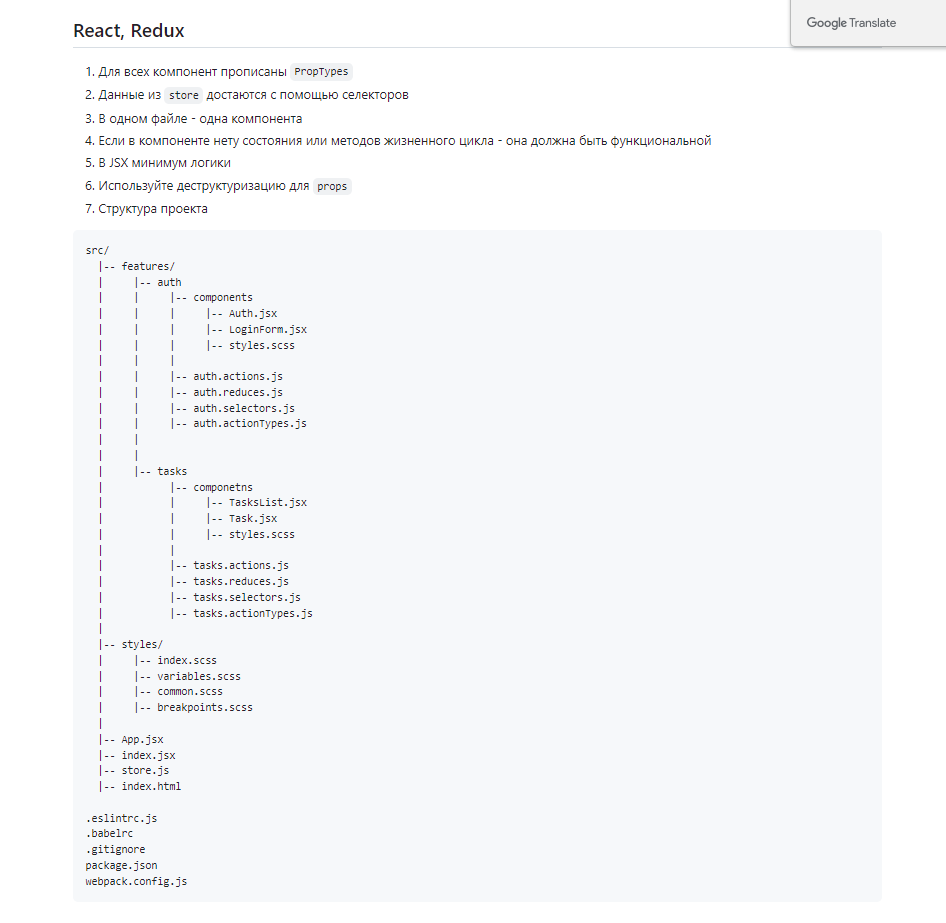 React, Redux
Google Translate
1. Для всех компонент прописаны PropTypes
2. Данные из store достаются с помощью селекторов
3. В одном файле - одна компонента
4. Если в компоненте нету состояния или методов жизненного цикла - она должна быть функциональной
5. В JSX минимум логики
6. Используйте деструктуризацию для props
7. Структура проекта
src/
|-- features/
|     |-- auth
|     |     |-- components
|     |     |     |-- Auth.jsx
|     |     |     |-- LoginForm.jsx
|     |     |     |-- styles.scss
|     |     |
|     |     |-- auth.actions.js
|     |     |-- auth.reduces.js
|     |     |-- auth.selectors.js
|     |     |-- auth.actionTypes.js
|     |
|     |
|     |-- tasks
|           |-- componetns
|           |     |-- TasksList.jsx
|           |     |-- Task.jsx
|           |     |-- styles.scss
|           |
|           |-- tasks.actions.js
|           |-- tasks.reduces.js
|           |-- tasks.selectors.js
|           |-- tasks.actionTypes.js
|
|-- styles/
|     |-- index.scss
|     |-- variables.scss
|     |-- common.scss
|     |-- breakpoints.scss
|
|-- App.jsx
|-- index.jsx
|-- store.js
|-- index.html
.eslintrc.js
.babelrc
.gitignore
package.json
webpack.config.js